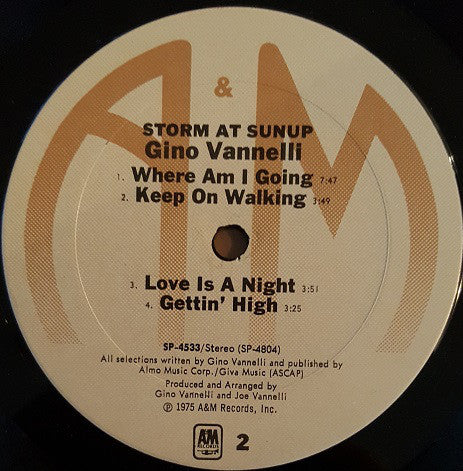 A & M
STORM AT SUNUP
Gino Vannelli
1. Where Am I Going 7:47
2. Keep On Walking 3:49
3. Love Is A Night 3:51
4. Gettin' High 3:25
SP-4533/Stereo (SP-4804)
All selections written by Gino Vannelli and published by
Almo Music Corp./Giva Music (ASCAP)
Produced and Arranged by
Gino Vannelli and Joe Vannelli
℗ 1975 A&M Records, Inc.
A&M
RECORDS
2